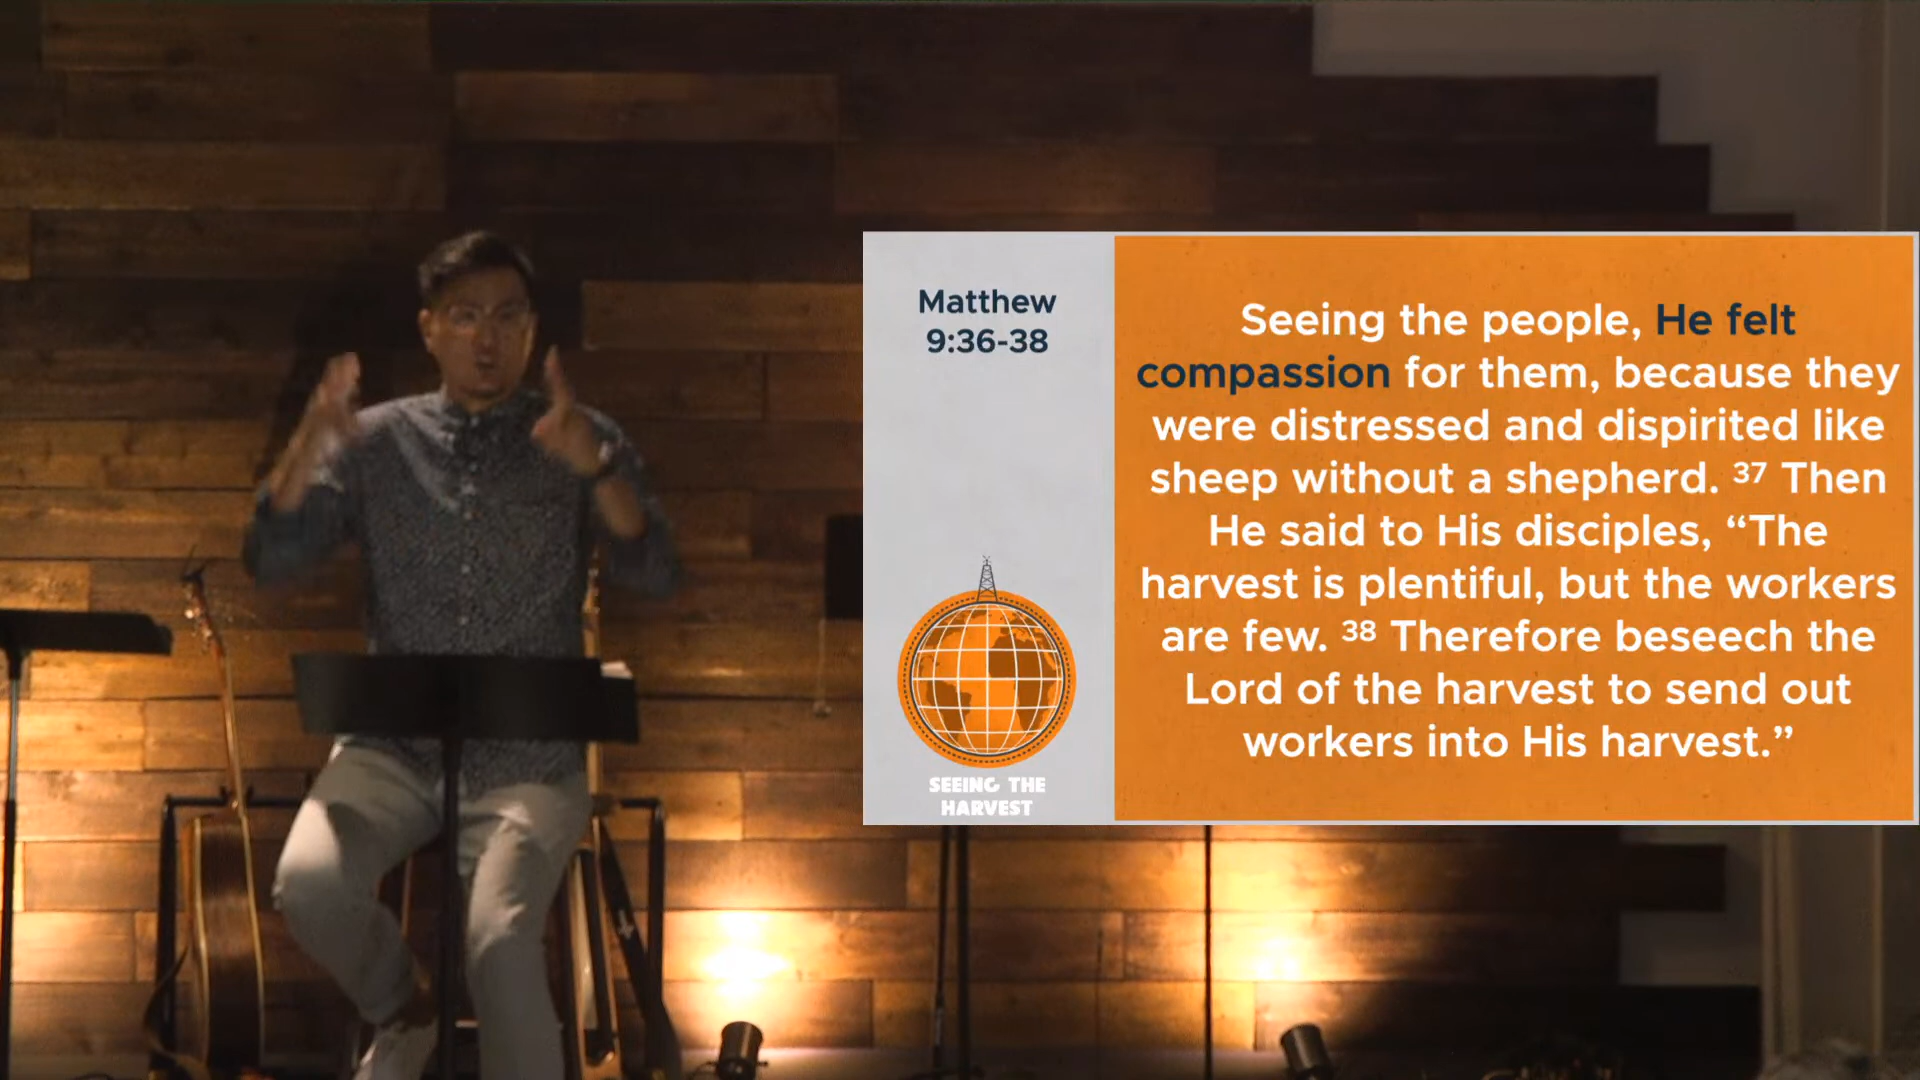 Matthew
9:36-38
SEEING THE
HARVEST
Seeing the people, He felt
compassion for them, because they
were distressed and dispirited like
sheep without a shepherd. 37 Then
He said to His disciples, “The
harvest is plentiful, but the workers
are few. 38 Therefore beseech the
Lord of the harvest to send out
workers into His harvest.”